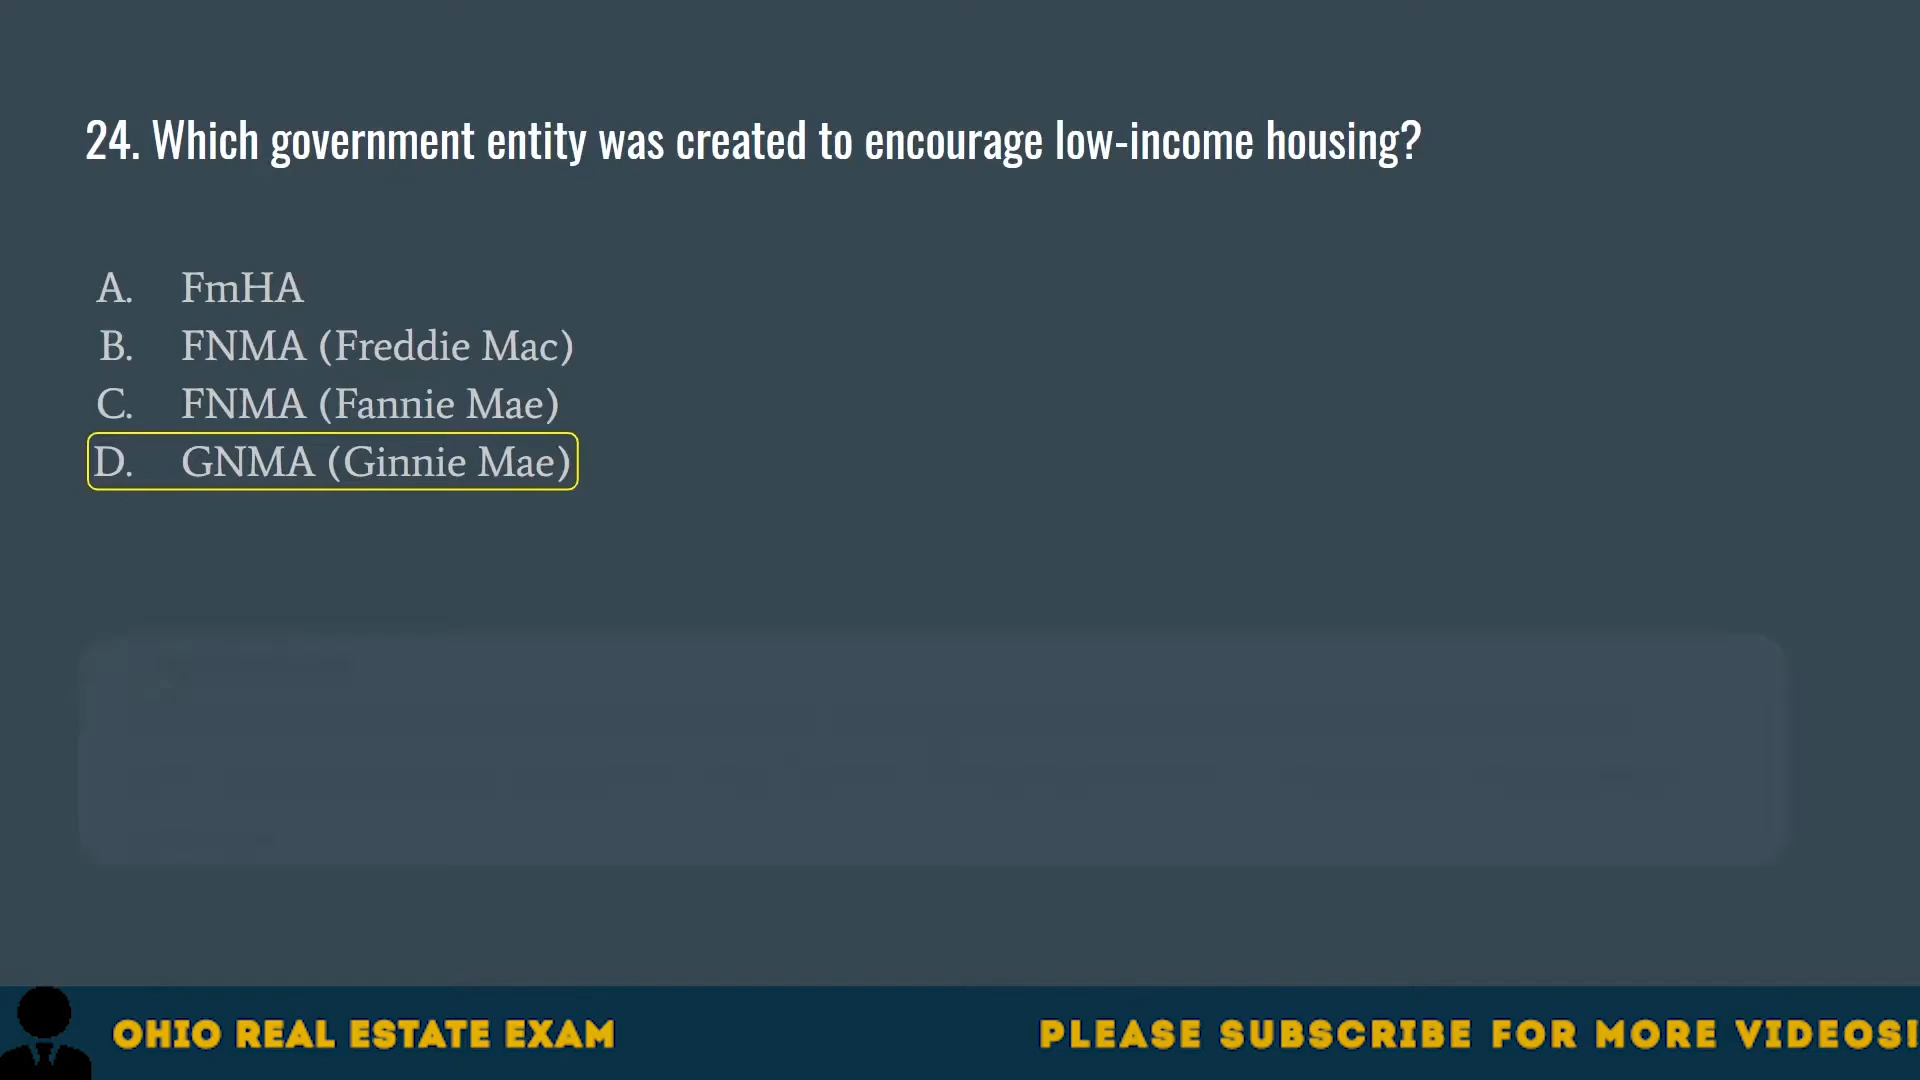 24. Which government entity was created to encourage low-income housing?
A. FmHA
B. FNMA (Freddie Mac)
C. FNMA (Fannie Mae)
D. GNMA (Ginnie Mae)
OHIO REAL ESTATE EXAM
PLEASE SUBSCRIBE FOR MORE VIDEOS!